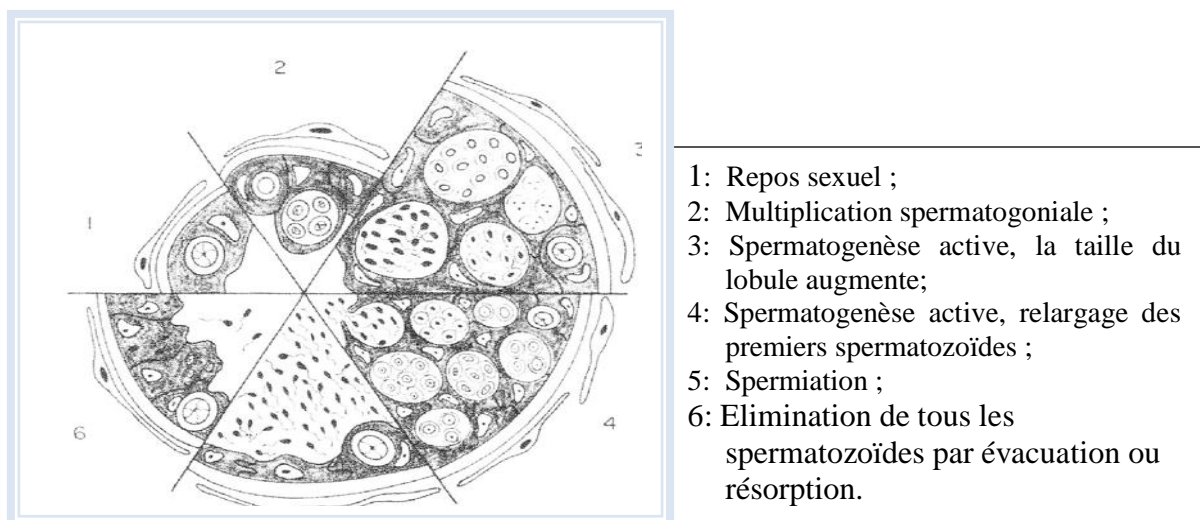 2
3
1
6
4
1: Repos sexuel ;
2: Multiplication spermatogoniale ;
3: Spermatogenèse active, la taille du
lobule augmente;
4: Spermatogenèse active, relargage des
premiers spermatozoïdes ;
5: Spermiation ;
6: Elimination de tous les
spermatozoïdes par évacuation ou
résorption.